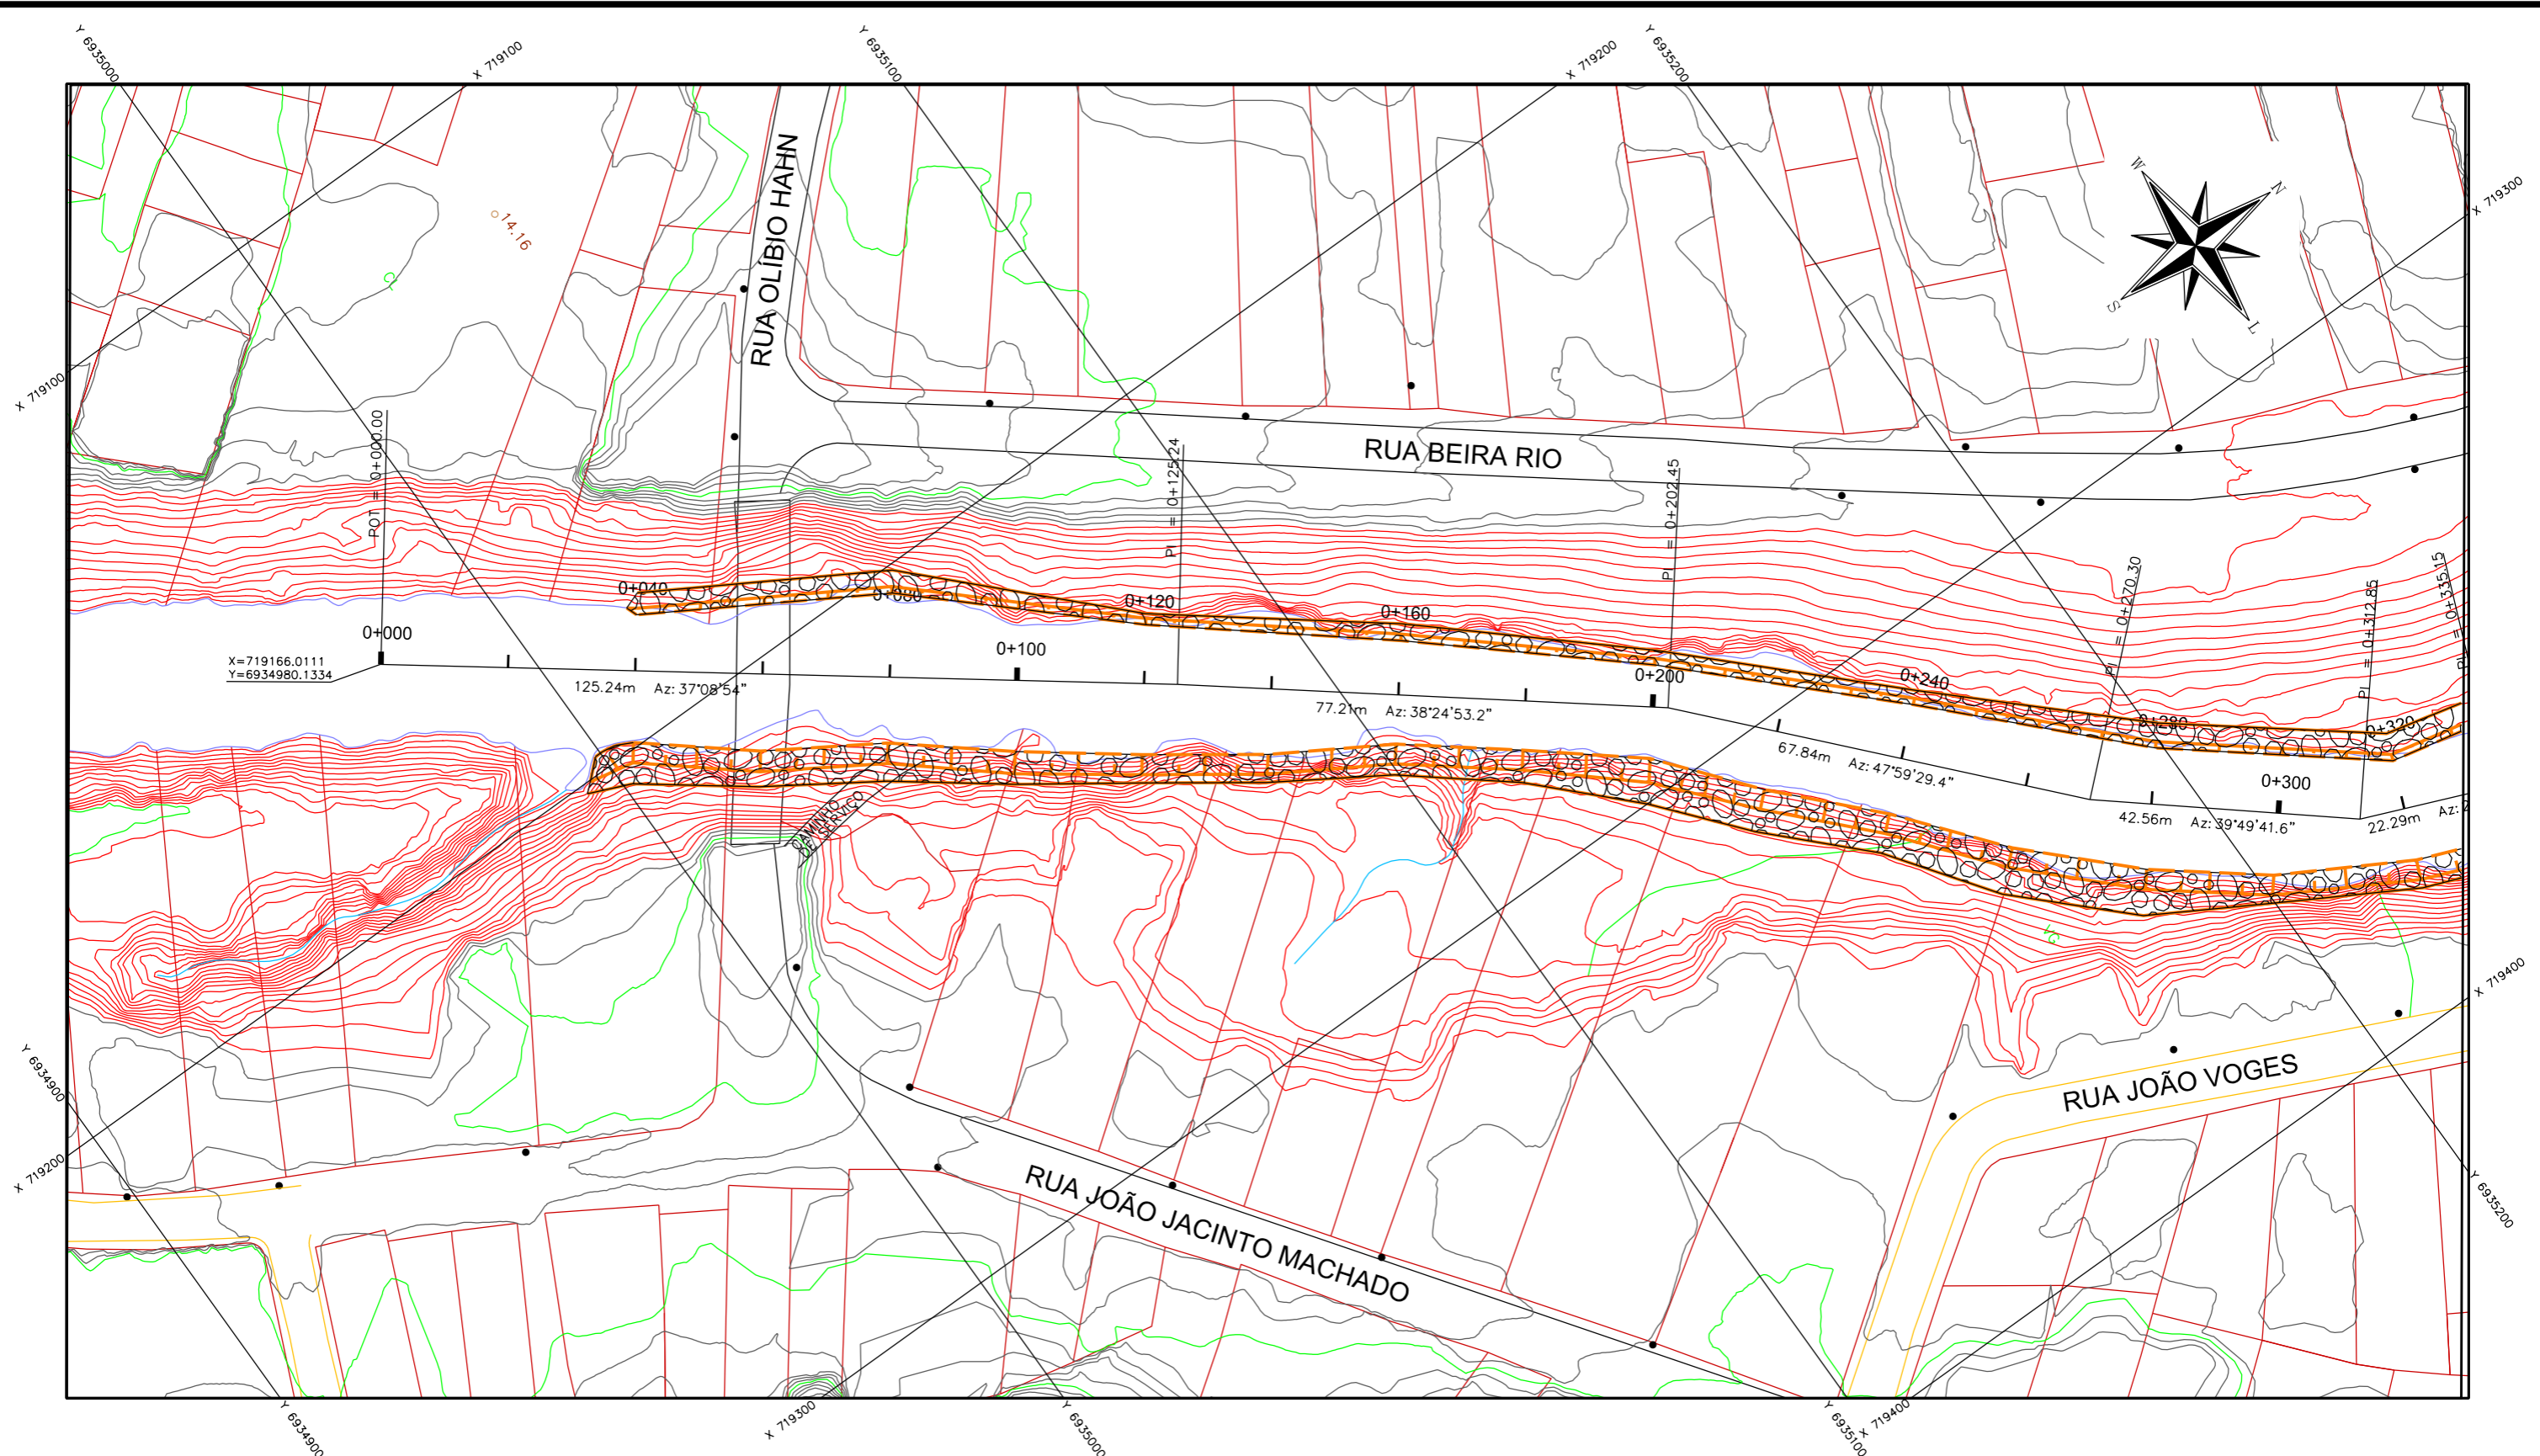 Y 6935000
X 719100
Y 6935100
X 719200
Y 6935200
X 719300
W
N
S
L
14.16
RUA OLÍBIO HAHN
RUA BEIRA RIO
X 719100
POT = 0+000.00
PI = 0+125.24
PI = 0+202.45
PI = 0+270.30
PI = 0+312.85
PI = 0+335.15
0+040
0+080
0+120
0+160
0+240
0+280
0+320
0+000
0+100
0+200
0+300
X=719166.0111
Y=6934980.1334
125.24m Az: 37°08'54"
77.21m Az: 38°24'53.2"
67.84m Az: 47°59'29.4"
42.56m Az: 39°49'41.6"
22.29m Az:
CAMINHO
DE SERVIÇO
X 719400
Y 6934900
X 719200
RUA JOÃO VOGES
RUA JOÃO JACINTO MACHADO
Y 6935200
Y 6934900
X 719300
Y 6935000
Y 6935100
X 719400